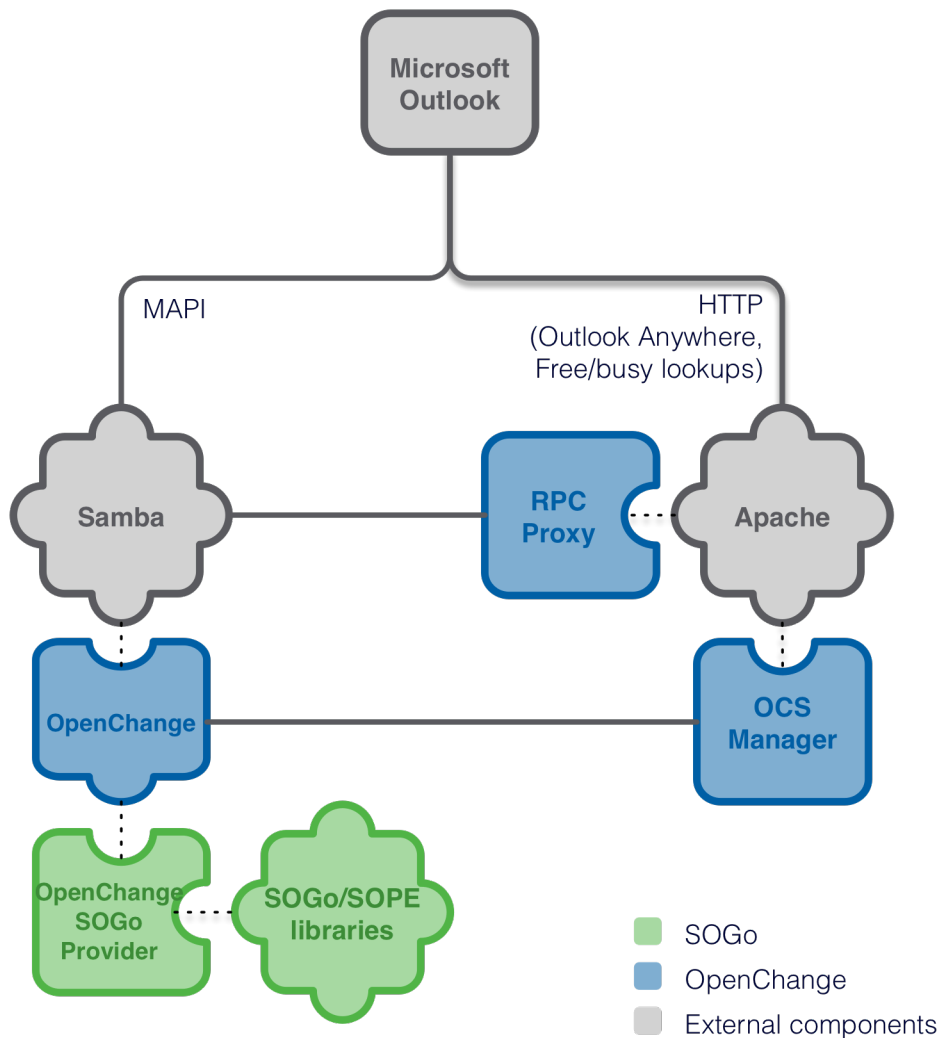 Microsoft
Outlook
MAPI
HTTP
(Outlook Anywhere,
Free/busy lookups)
Samba
RPC
Proxy
Apache
OpenChange
OCS
Manager
OpenChange
SOGo
Provider
SOGo/SOPE
libraries
SOGo
OpenChange
External components